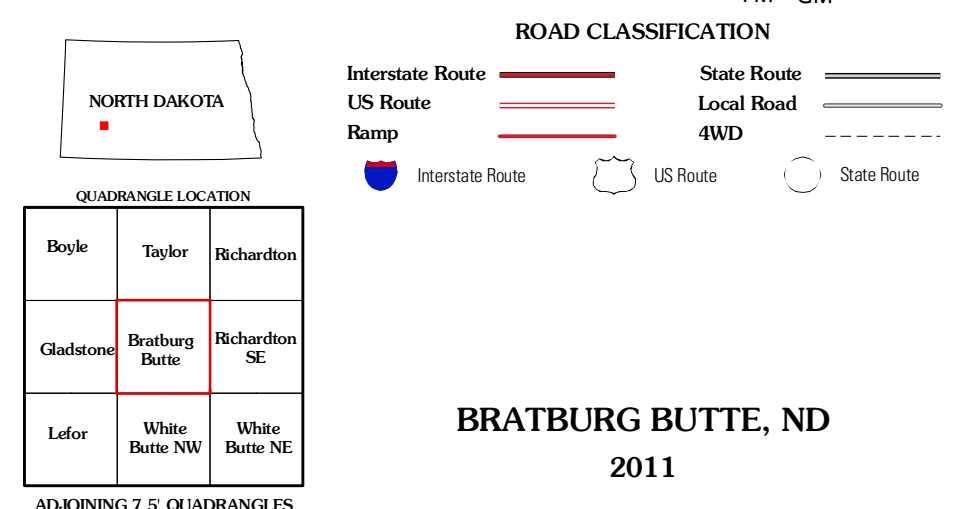 ROAD CLASSIFICATION
Interstate Route
State Route
US Route
Local Road
Ramp
4WD
Interstate Route
US Route
State Route
NORTH DAKOTA
QUADRANGLE LOCATION
Boyle
Taylor
Richardton
Gladstone
Bratburg
Butte
Richardton
SE
Lefor
White
Butte NW
White
Butte NE
ADJOINING 7.5' QUADRANGLES
BRATBURG BUTTE, ND
2011